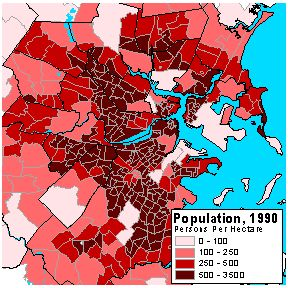 Population, 1990
Persons Per Hectare
0 - 100
100 - 250
250 - 500
500 - 3500